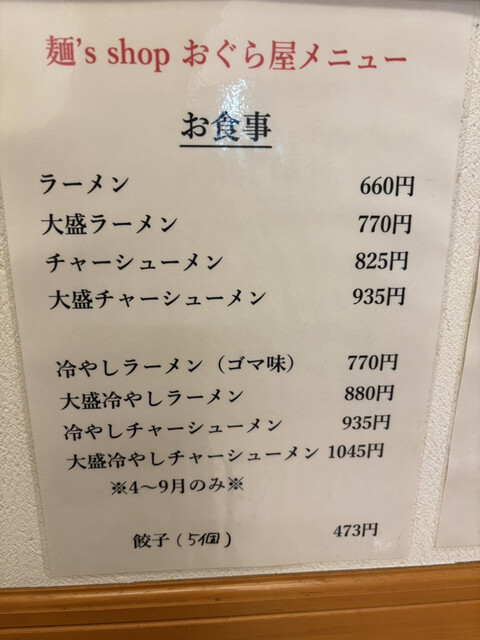 麺's shop おぐら屋メニュー
お食事
ラーメン 660円
大盛ラーメン 770円
チャーシューメン 825円
大盛チャーシューメン 935円
冷やしラーメン（ゴマ味） 770円
大盛冷やしラーメン 880円
冷やしチャーシューメン 935円
大盛冷やしチャーシューメン 1045円
※4〜9月のみ※
餃子(5個) 473円